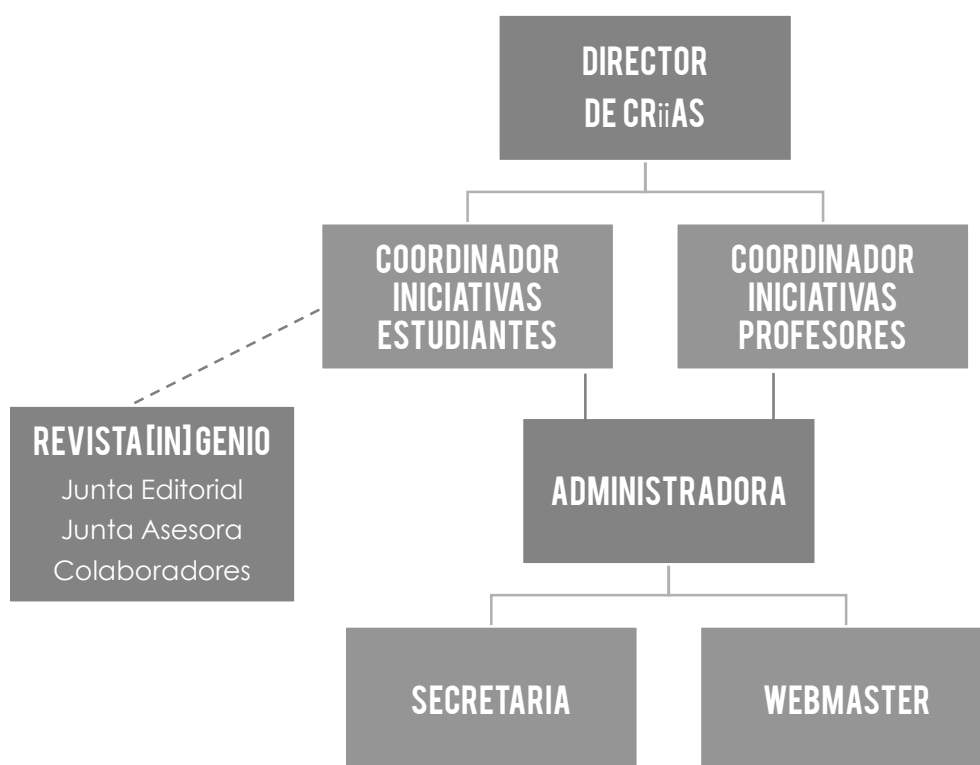 DIRECTOR
DE CRiiAS
COORDINADOR
INICIATIVAS
ESTUDIANTES
COORDINADOR
INICIATIVAS
PROFESORES
REVISTA [IN]GENIO
Junta Editorial
Junta Asesora
Colaboradores
ADMINISTRADORA
SECRETARIA
WEBMASTER